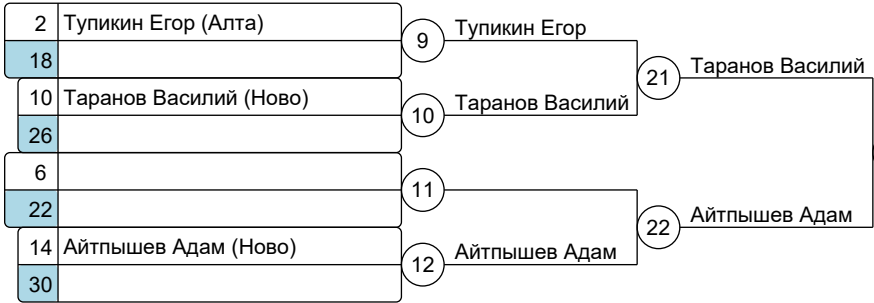 2 Тупикин Егор (Алта)
18
9 Тупикин Егор
10 Таранов Василий (Ново)
26
10 Таранов Василий
21 Таранов Василий
6
22
11
14 Айтпышев Адам (Ново)
30
12 Айтпышев Адам
22 Айтпышев Адам